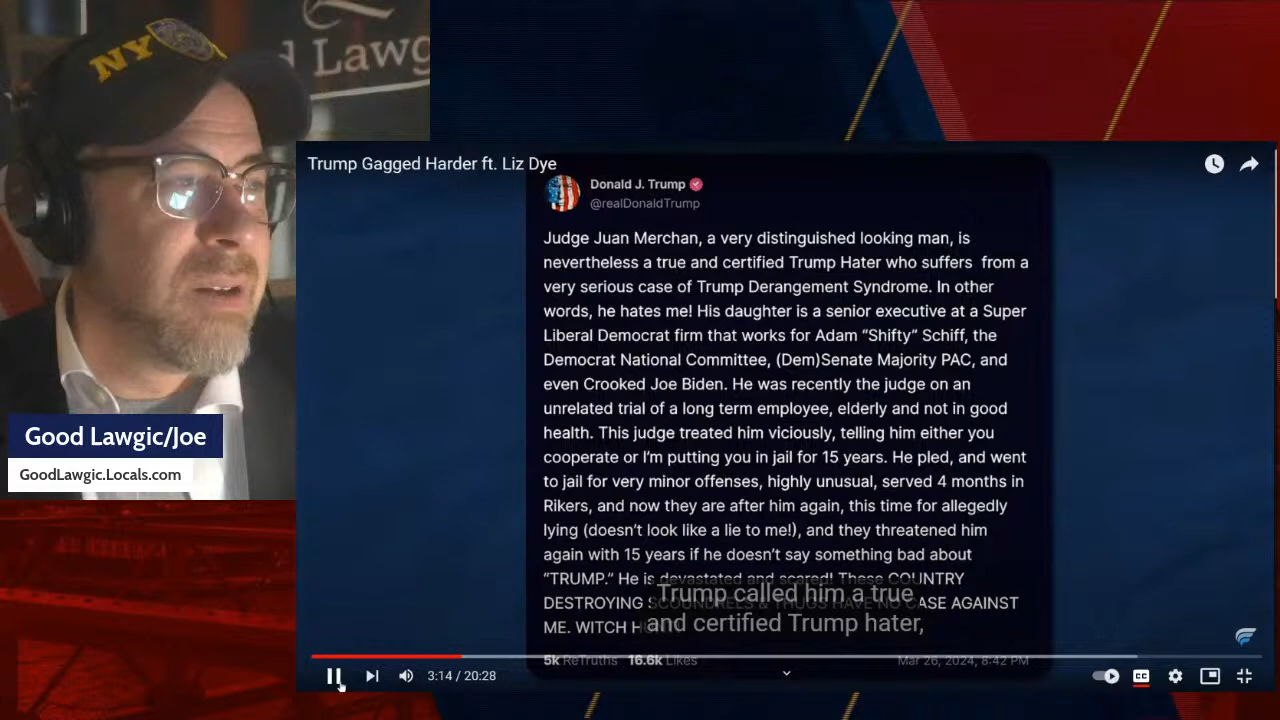 NY
d Lawg
Trump Gagged Harder ft. Liz Dye
Donald J. Trump
@realDonaldTrump
Judge Juan Merchan, a very distinguished looking man, is
nevertheless a true and certified Trump Hater who suffers from a
very serious case of Trump Derangement Syndrome. In other
words, he hates me! His daughter is a senior executive at a Super
Liberal Democrat firm that works for Adam “Shifty” Schiff, the
Democrat National Committee, (Dem)Senate Majority PAC, and
even Crooked Joe Biden. He was recently the judge on an
unrelated trial of a long term employee, elderly and not in good
health. This judge treated him viciously, telling him either you
cooperate or I’m putting you in jail for 15 years. He pled, and went
to jail for very minor offenses, highly unusual, served 4 months in
Rikers, and now they are after him again, this time for allegedly
lying (doesn’t look like a lie to me!), and they threatened him
again with 15 years if he doesn’t say something bad about
“TRUMP.” He is devastated and scared! These COUNTRY
DESTROYING SCOUNDRELS & THUGS HAVE NO CASE AGAINST
ME. WITCH
Trump called him a true
and certified Trump hater,
5k ReTruths 16.6k Likes
Mar 26, 2024, 8:42 PM
3:14 / 20:28
CC
Good Lawgic/Joe
GoodLawgic.Locals.com